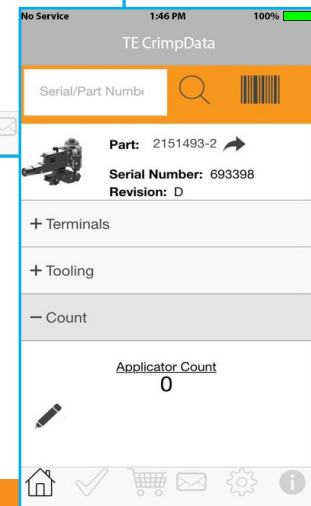 No Service 1:46 PM 100%
TE CrimpData
Serial/Part Numbe
Part: 2151493-2
Serial Number: 693398
Revision: D
+ Terminals
+ Tooling
− Count
Applicator Count
0